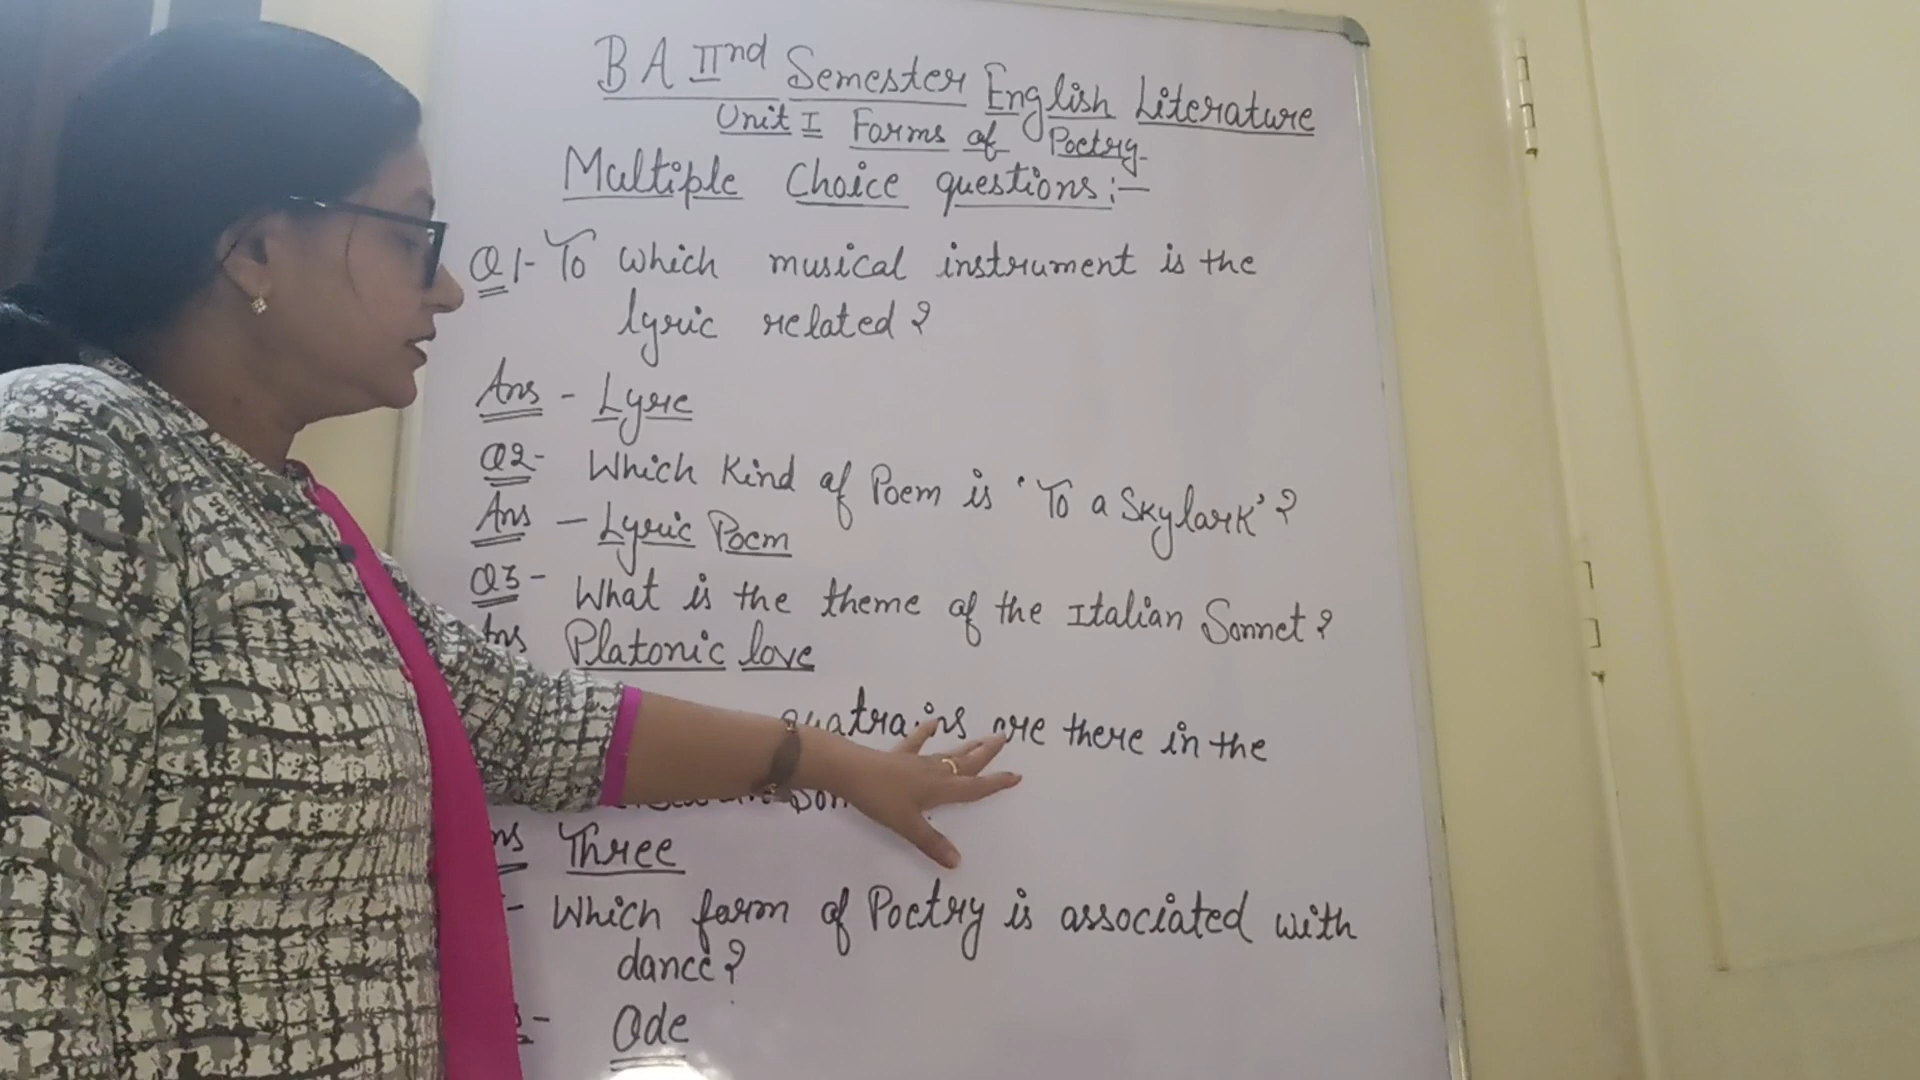 BA IInd Semester English Literature
Unit I Forms of Poetry
Multiple Choice questions:-
Q1- To which musical instrument is the
lyric related?
Ans - Lyre
Q2- Which kind of Poem is 'To a Skylark'?
Ans - Lyric Poem
Q3- What is the theme of the Italian Sonnet?
Ans Platonic love
quatrains are there in the
Ans Three
- Which form of Poetry is associated with
dance?
- Ode